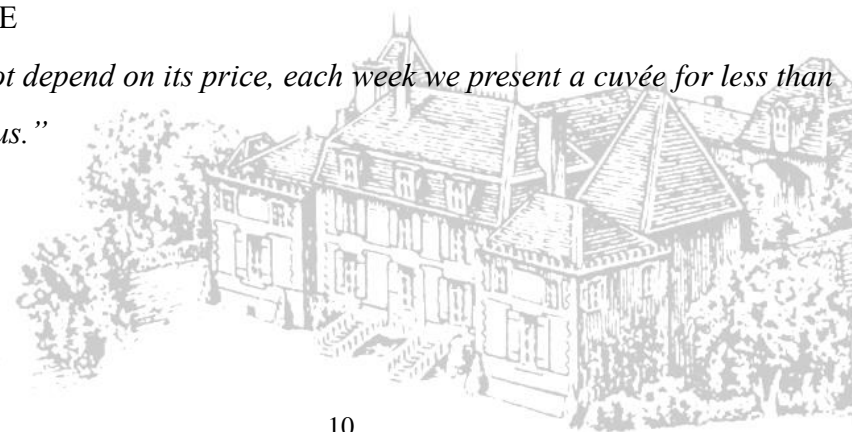 E
ot depend on its price, each week we present a cuvée for less than
us.”
10